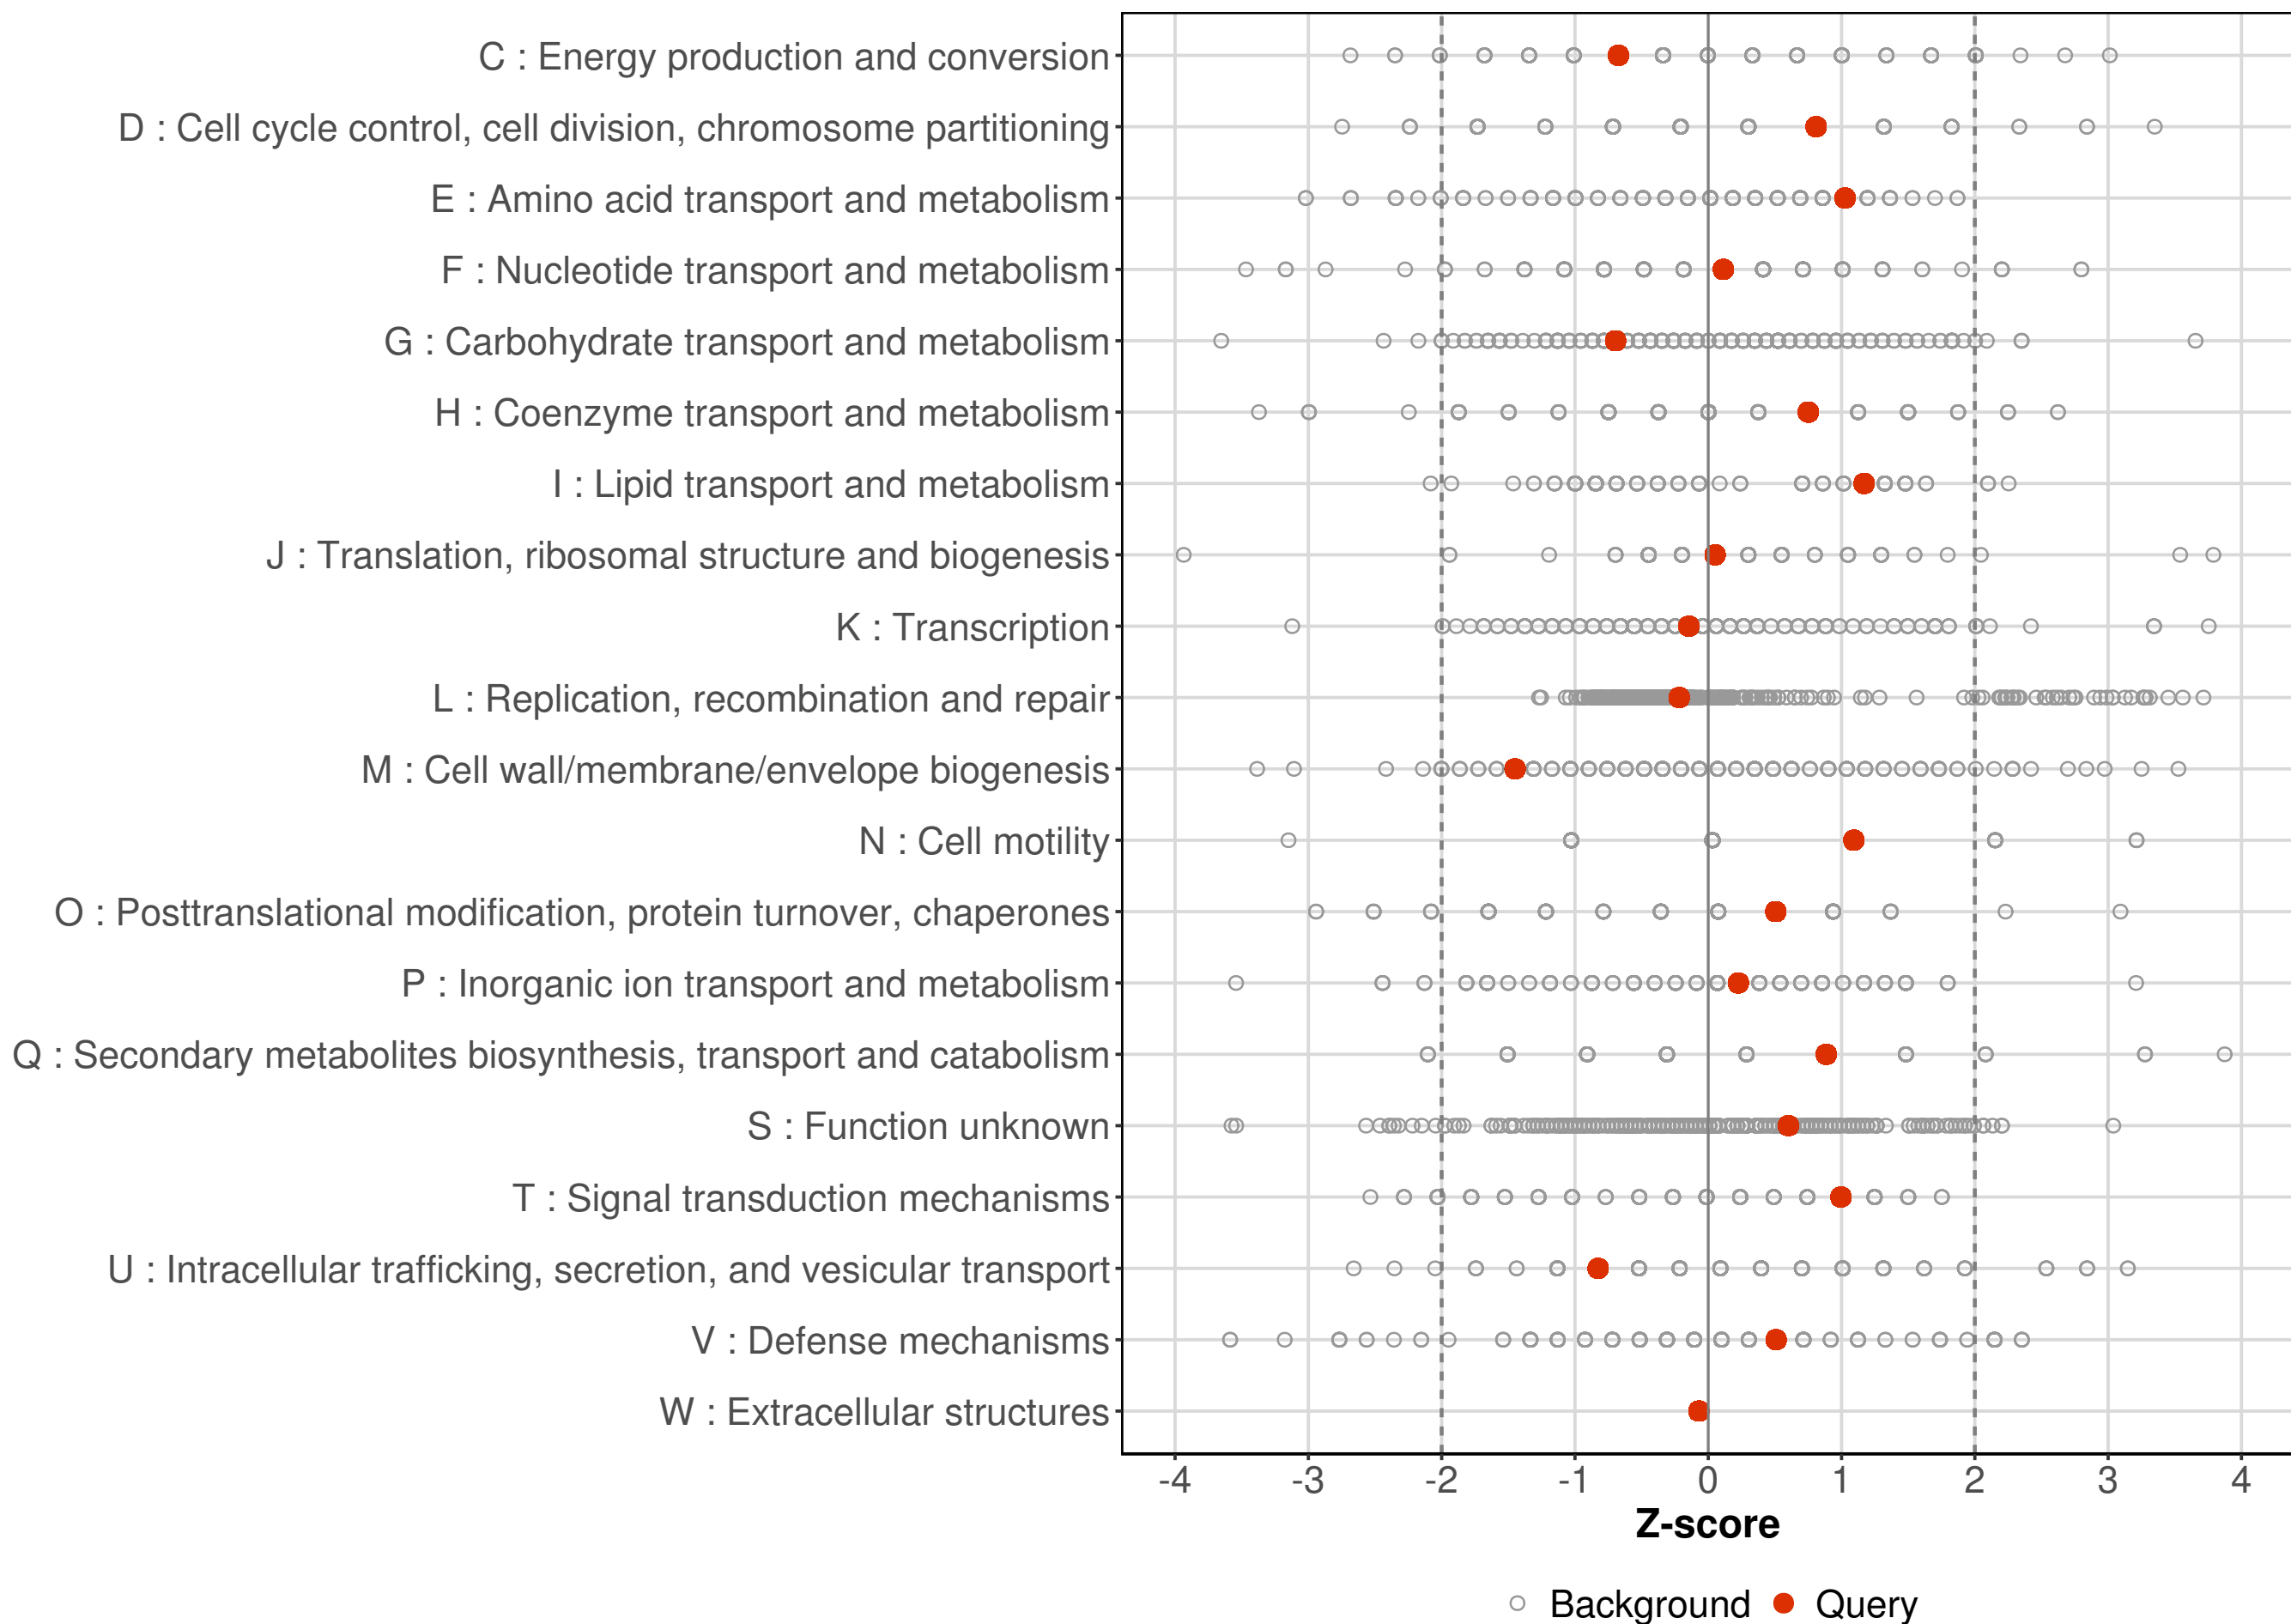 C : Energy production and conversion
D : Cell cycle control, cell division, chromosome partitioning
E : Amino acid transport and metabolism
F : Nucleotide transport and metabolism
G : Carbohydrate transport and metabolism
H : Coenzyme transport and metabolism
I : Lipid transport and metabolism
J : Translation, ribosomal structure and biogenesis
K : Transcription
L : Replication, recombination and repair
M : Cell wall/membrane/envelope biogenesis
N : Cell motility
O : Posttranslational modification, protein turnover, chaperones
P : Inorganic ion transport and metabolism
Q : Secondary metabolites biosynthesis, transport and catabolism
S : Function unknown
T : Signal transduction mechanisms
U : Intracellular trafficking, secretion, and vesicular transport
V : Defense mechanisms
W : Extracellular structures
-4 -3 -2 -1 0 1 2 3 4
Z-score
Background Query